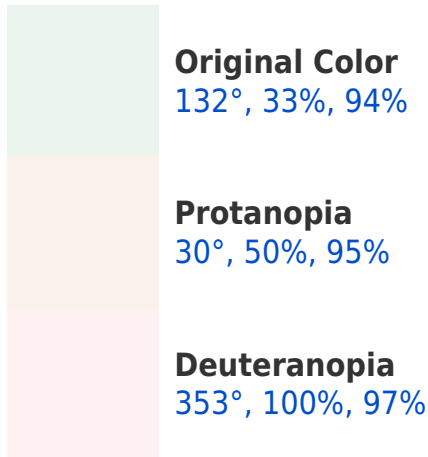 Original Color
132°, 33%, 94%
Protanopia
30°, 50%, 95%
Deuteranopia
353°, 100%, 97%